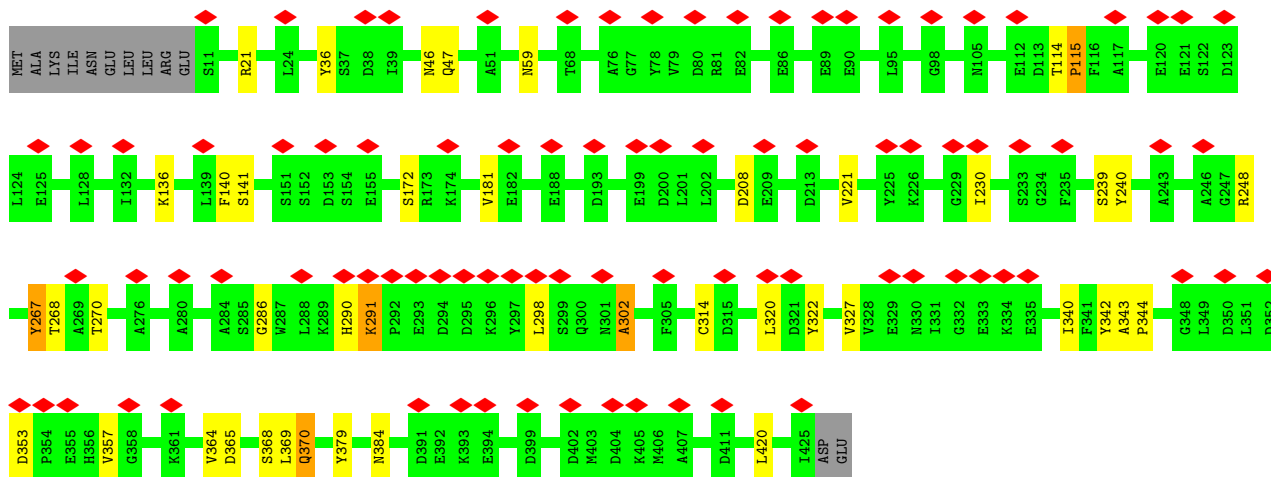 MET ALA LYS ILE ASN GLU LEU LEU ARG GLU S11 R21 L24 Y36 S37 D38 I39 N46 Q47 A51 N59 T68 A76 G77 Y78 V79 D80 R81 E82 E86 E89 E90 L95 G98 N105 E112 D113 T114 P115 F116 A117 E120 E121 S122 D123
L124 E125 L128 I132 K136 L139 F140 S141 S151 S152 D153 S154 E155 S172 R173 K174 V181 E182 E188 D193 E199 D200 L201 L202 D208 E209 D213 V221 Y225 K226 G229 I230 S233 G234 F235 S239 Y240 A243 A246 G247 R248
Y267 T268 A269 T270 A276 A280 A284 S285 G286 W287 L288 K289 H290 K291 P292 E293 D294 D295 K296 Y297 L298 S299 Q300 N301 A302 F305 C314 D315 L320 D321 Y322 V327 V328 E329 N330 I331 G332 E333 K334 E335 I340 F341 Y342 A343 P344 G348 L349 D350 L351 D352
D353 P354 E355 H356 V357 G358 K361 V364 D365 S368 L369 Q370 Y379 N384 D391 E392 K393 E394 D399 D402 M403 D404 K405 M406 A407 D411 L420 I425 ASP GLU